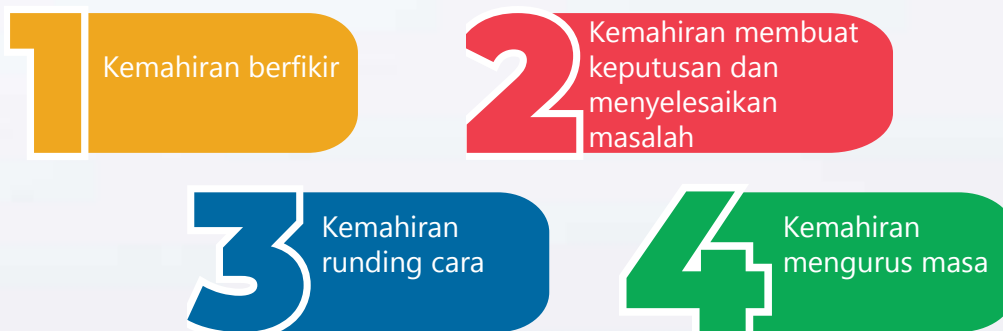 1
Kemahiran berfikir
2
Kemahiran membuat
keputusan dan
menyelesaikan
masalah
3
Kemahiran
runding cara
4
Kemahiran
mengurus masa